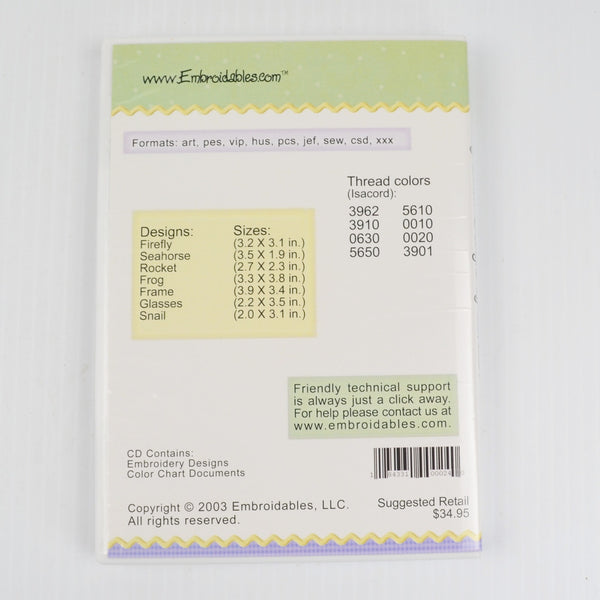 www.Embroidables.com™
Formats: art, pes, vip, hus, pcs, jef, sew, csd, xxx
Thread colors
(Isacord):
3962 5610
3910 0010
0630 0020
5650 3901
Designs: Sizes:
Firefly (3.2 X 3.1 in.)
Seahorse (3.5 X 1.9 in.)
Rocket (2.7 X 2.3 in.)
Frog (3.3 X 3.8 in.)
Frame (3.9 X 3.4 in.)
Glasses (2.2 X 3.5 in.)
Snail (2.0 X 3.1 in.)
Friendly technical support
is always just a click away.
For help please contact us at
www.embroidables.com.
CD Contains:
Embroidery Designs
Color Chart Documents
Copyright © 2003 Embroidables, LLC.
All rights reserved.
Suggested Retail
$34.95